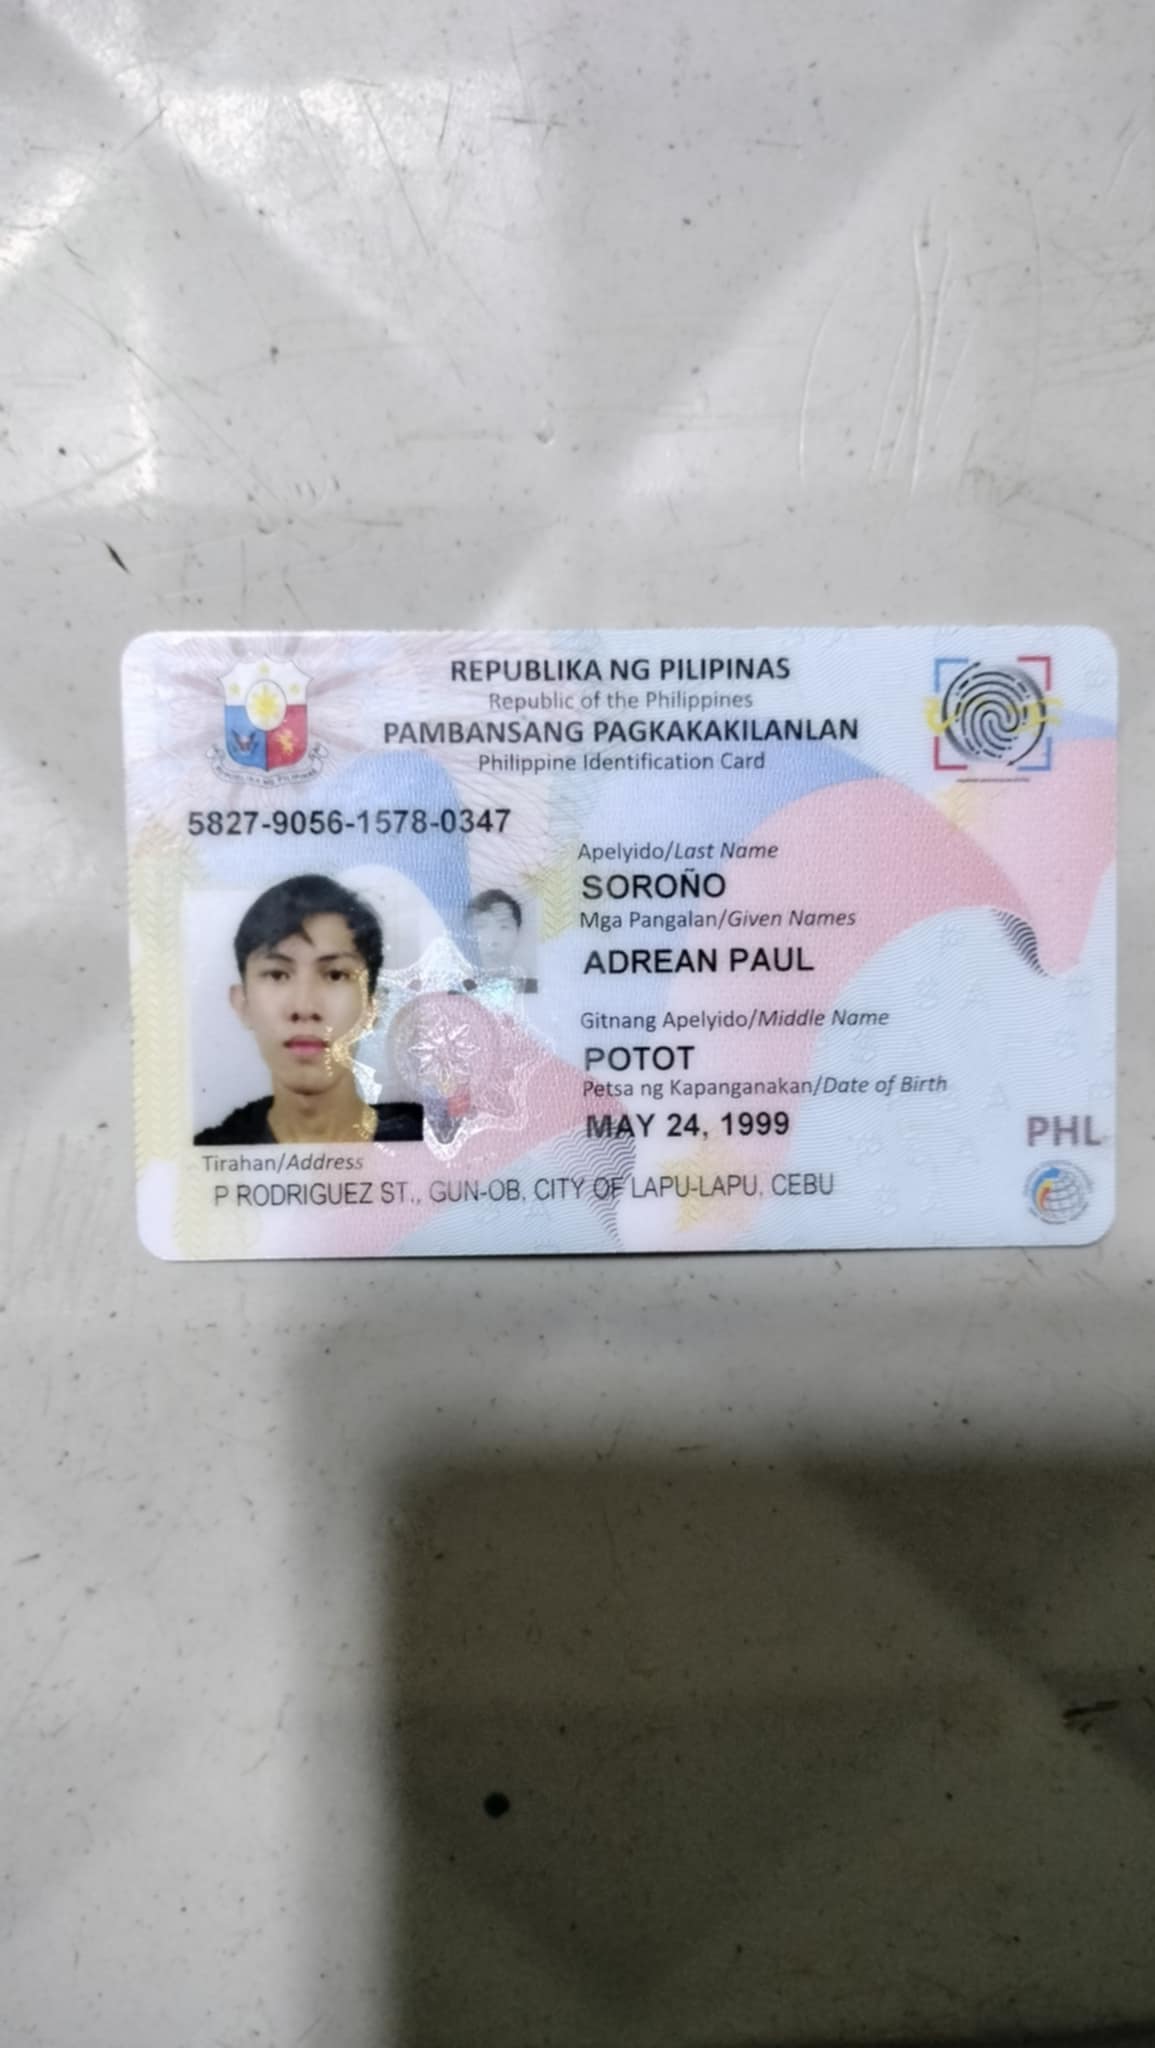 REPUBLIKA NG PILIPINAS
Republic of the Philippines
PAMBANSANG PAGKAKAKILANLAN
Philippine Identification Card
5827-9056-1578-0347
Apelyido/Last Name
SOROÑO
Mga Pangalan/Given Names
ADREAN PAUL
Gitnang Apelyido/Middle Name
POTOT
Petsa ng Kapanganakan/Date of Birth
MAY 24, 1999
Tirahan/Address
P RODRIGUEZ ST., GUN-OB, CITY OF LAPU-LAPU, CEBU
PHL